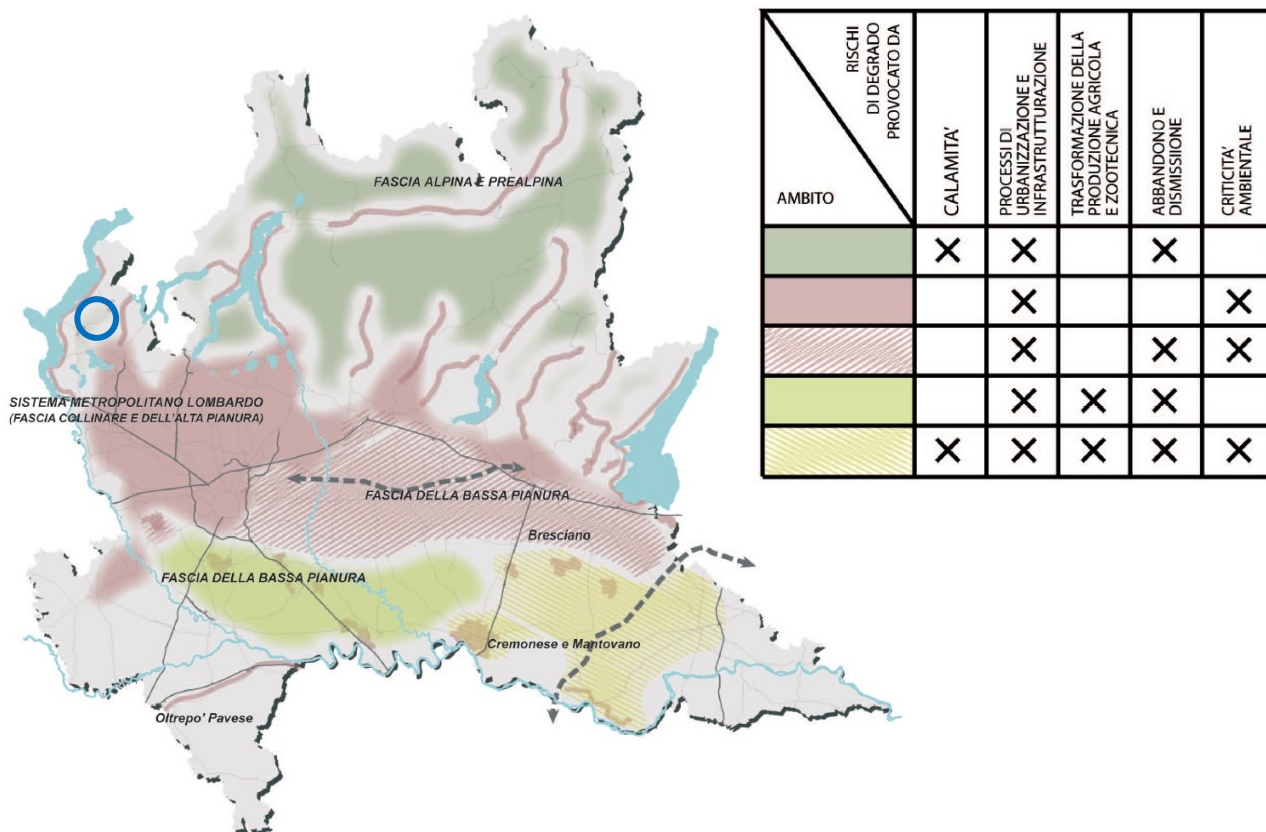 FASCIA ALPINA E PREALPINA
SISTEMA METROPOLITANO LOMBARDO
(FASCIA COLLINARE E DELL'ALTA PIANURA)
FASCIA DELLA BASSA PIANURA
Bresciano
FASCIA DELLA BASSA PIANURA
Cremonese e Mantovano
Oltrepo' Pavese
RISCHI
DI DEGRADO
PROVOCATO DA
AMBITO
CALAMITA'
PROCESSI DI
URBANIZZAZIONE E
INFRASTRUTTURAZIONE
TRASFORMAZIONE DELLA
PRODUZIONE AGRICOLA
E ZOOTECNICA
ABBANDONO E
DISMISIIONE
CRITICITA'
AMBIENTALE